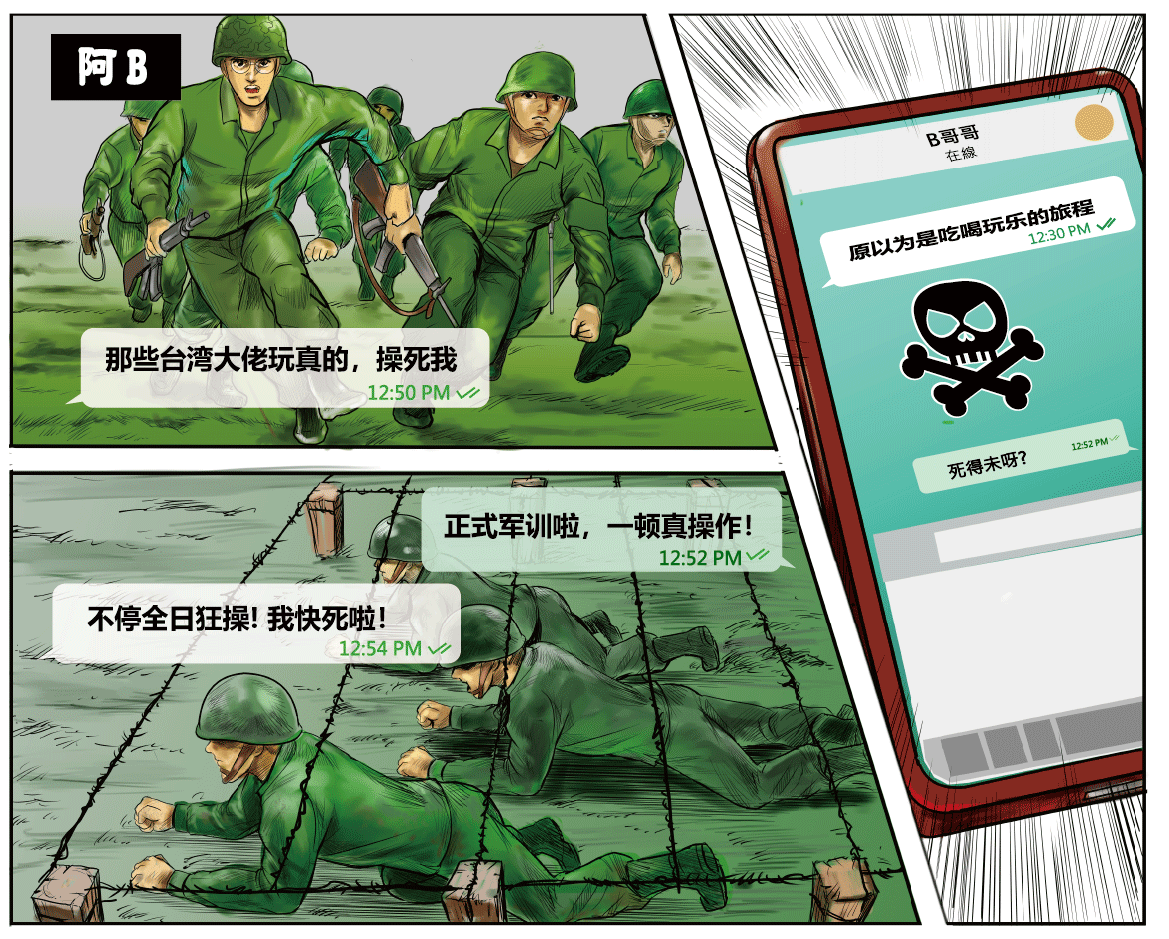 阿B
那些台湾大佬玩真的，操死我
12:50 PM
B哥哥
在線
原以为是吃喝玩乐的旅程
12:30 PM
死得未呀?
12:52 PM
正式军训啦，一顿真操作！
12:52 PM
不停全日狂操! 我快死啦！
12:54 PM